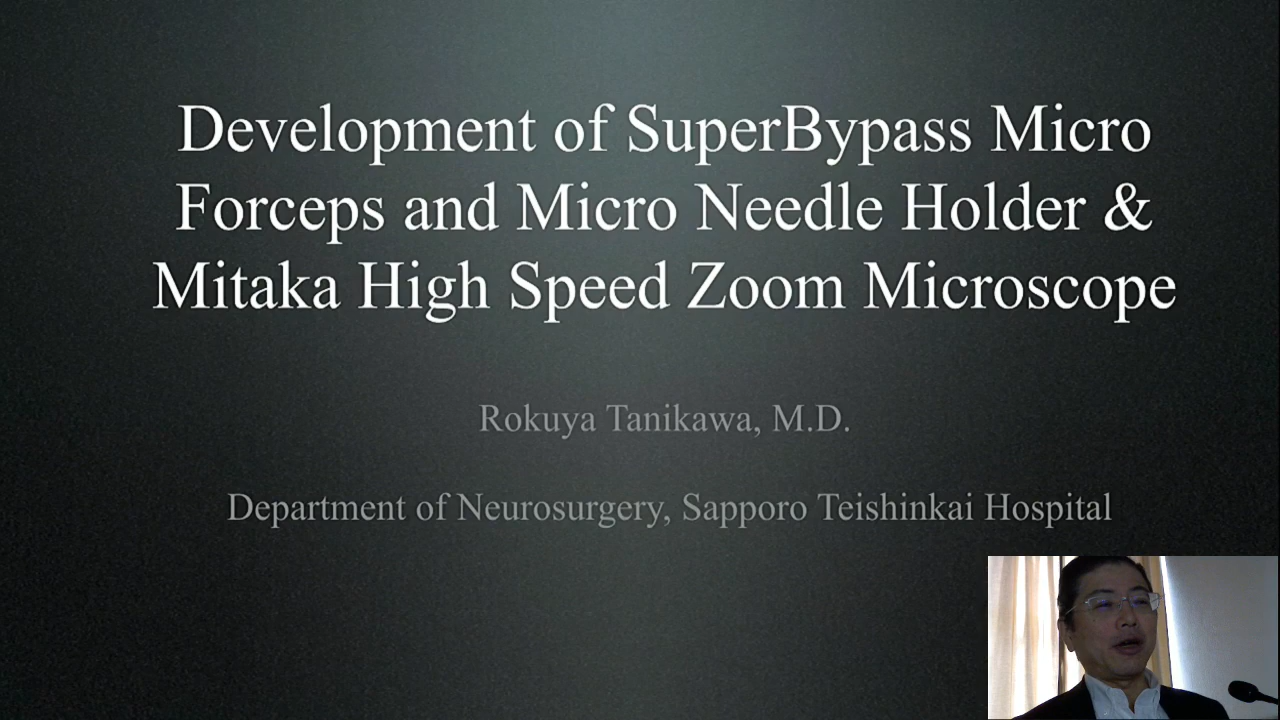 Development of SuperBypass Micro
Forceps and Micro Needle Holder &
Mitaka High Speed Zoom Microscope
Rokuya Tanikawa, M.D.
Department of Neurosurgery, Sapporo Teishinkai Hospital